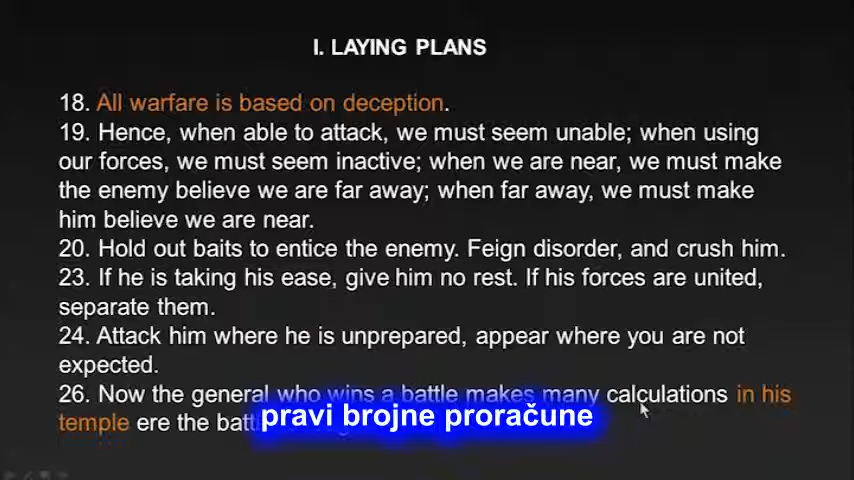 I. LAYING PLANS
18. All warfare is based on deception.
19. Hence, when able to attack, we must seem unable; when using
our forces, we must seem inactive; when we are near, we must make
the enemy believe we are far away; when far away, we must make
him believe we are near.
20. Hold out baits to entice the enemy. Feign disorder, and crush him.
23. If he is taking his ease, give him no rest. If his forces are united,
separate them.
24. Attack him where he is unprepared, appear where you are not
expected.
26. Now the general who wins a battle makes many calculations in his
temple ere the
pravi brojne proračune